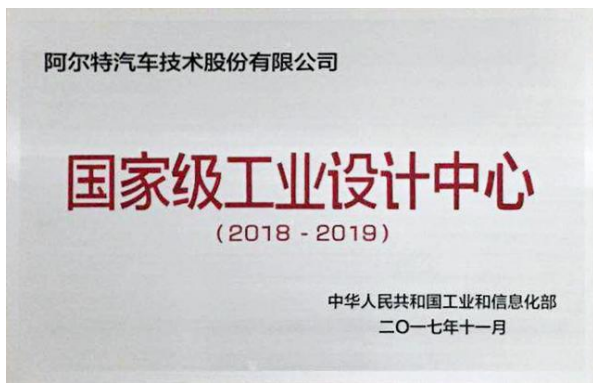 阿尔特汽车技术股份有限公司
国家级工业设计中心
(2018 - 2019)
中华人民共和国工业和信息化部
二〇一七年十一月